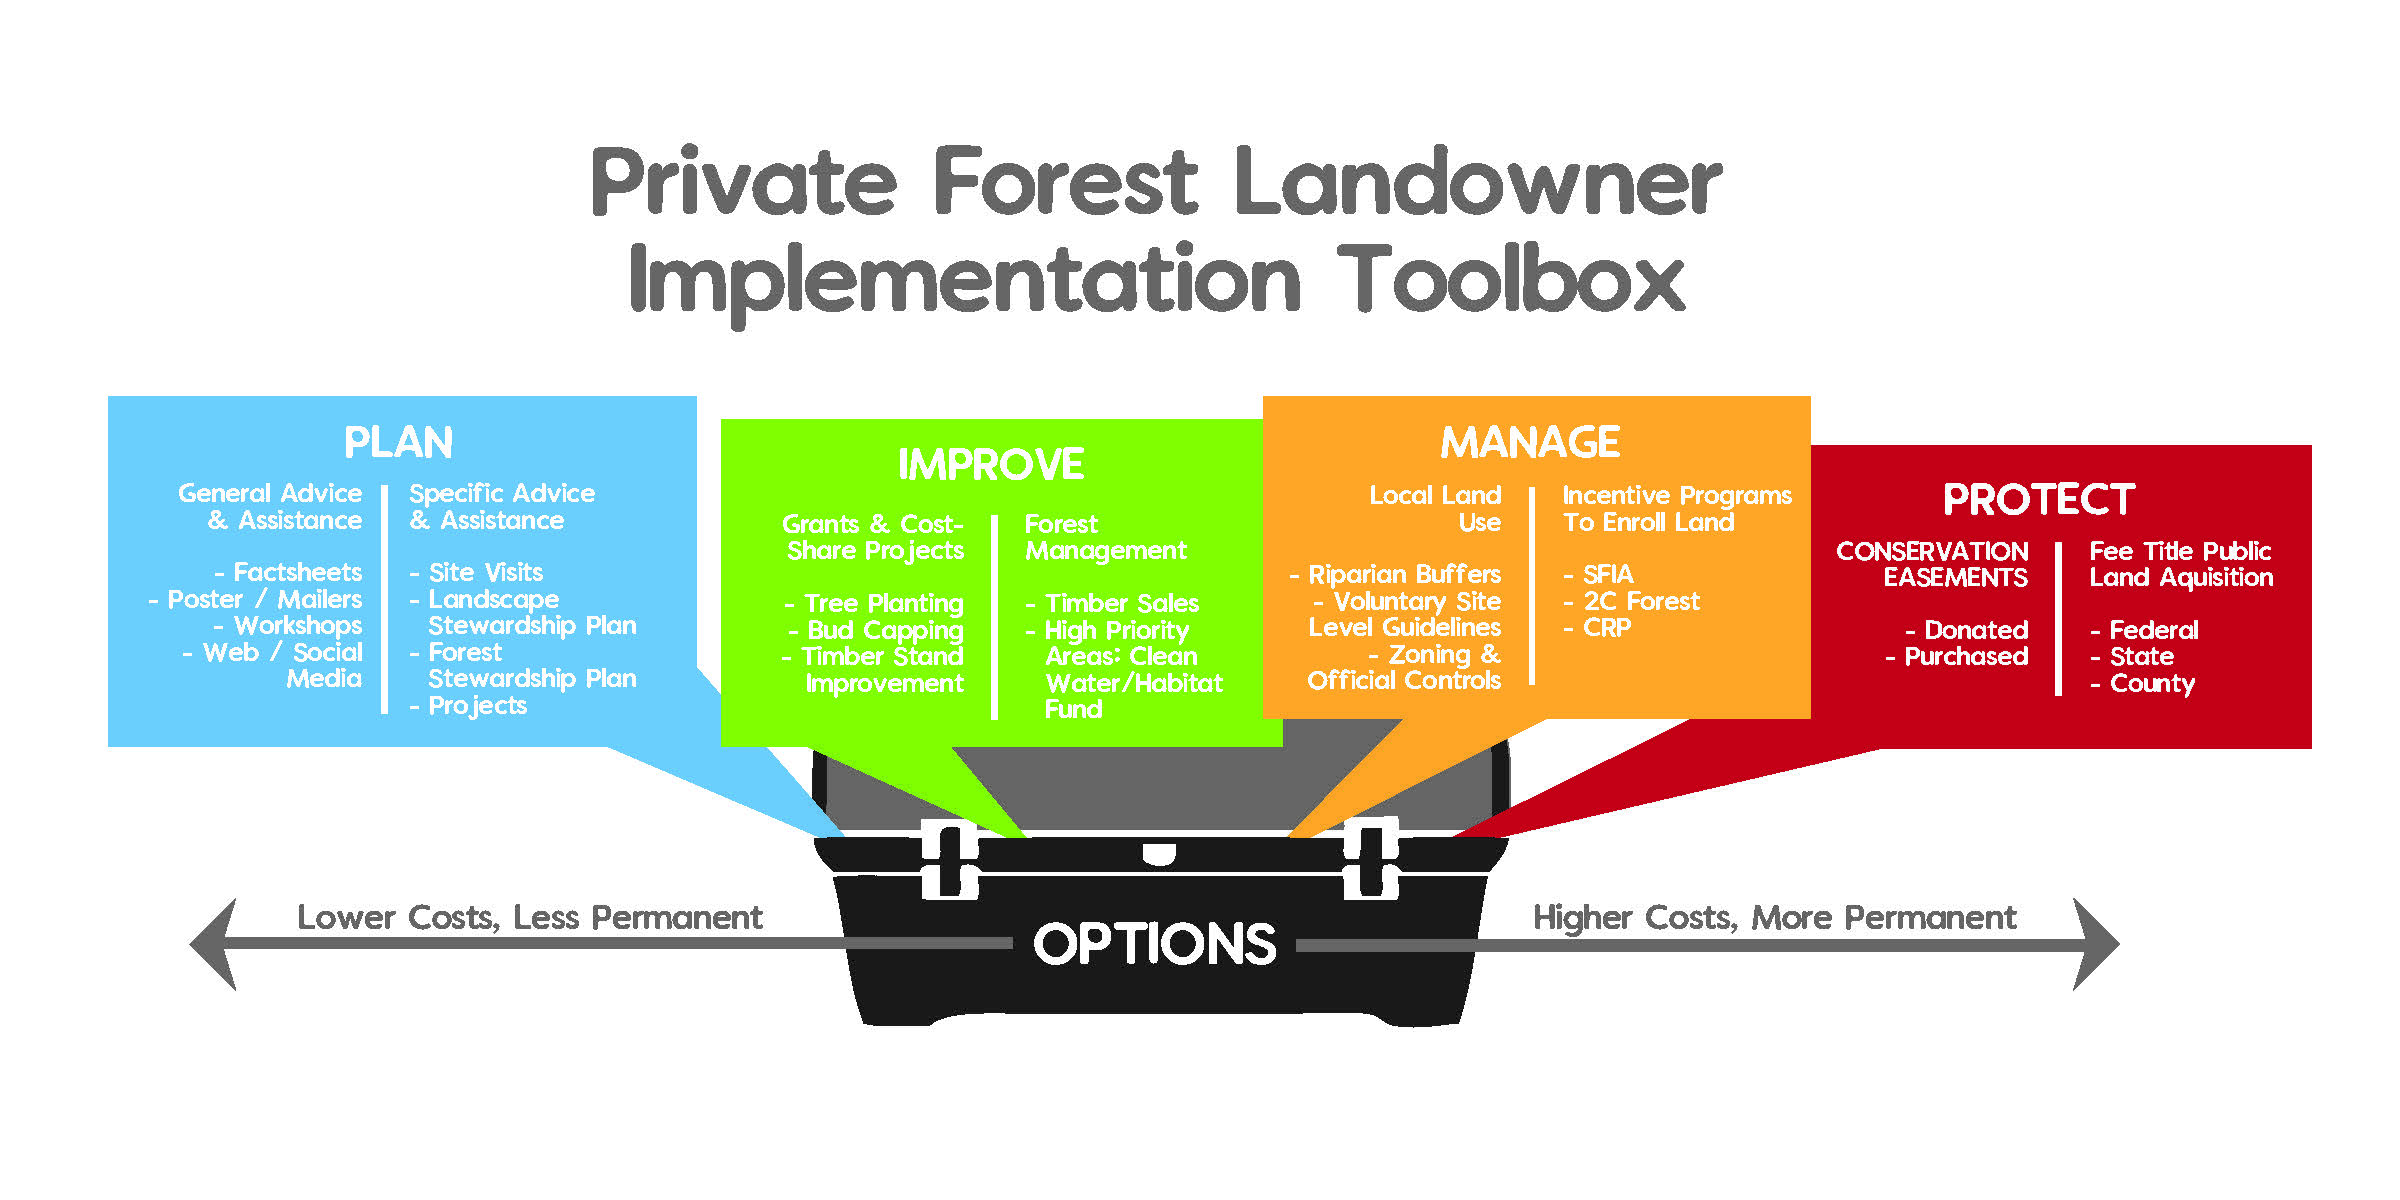 Private Forest Landowner
Implementation Toolbox
PLAN
General Advice
& Assistance
- Factsheets
- Poster / Mailers
- Workshops
- Web / Social
Media
Specific Advice
& Assistance
- Site Visits
- Landscape
Stewardship Plan
- Forest
Stewardship Plan
- Projects
IMPROVE
Grants & Cost-
Share Projects
- Tree Planting
- Bud Capping
- Timber Stand
Improvement
Forest
Management
- Timber Sales
- High Priority
Areas: Clean
Water/Habitat
Fund
MANAGE
Local Land
Use
- Riparian Buffers
- Voluntary Site
Level Guidelines
- Zoning &
Official Controls
Incentive Programs
To Enroll Land
- SFIA
- 2C Forest
- CRP
PROTECT
CONSERVATION
EASEMENTS
- Donated
- Purchased
Fee Title Public
Land Aquisition
- Federal
- State
- County
Lower Costs, Less Permanent
OPTIONS
Higher Costs, More Permanent